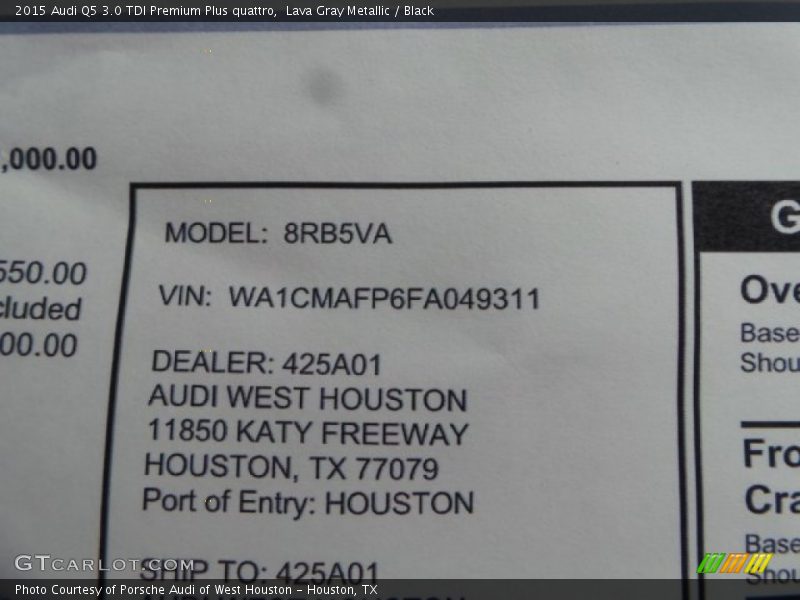 2015 Audi Q5 3.0 TDI Premium Plus quattro, Lava Gray Metallic / Black
,000.00
MODEL: 8RB5VA
G
550.00
VIN: WA1CMAFP6FA049311
cluded
00.00
DEALER: 425A01
AUDI WEST HOUSTON
11850 KATY FREEWAY
HOUSTON, TX 77079
Port of Entry: HOUSTON
SHIP TO: 425A01
Ove
Base
Shou
Fro
Cra
Base
Shou
GTCARLOT.COM
Photo Courtesy of Porsche Audi of West Houston - Houston, TX